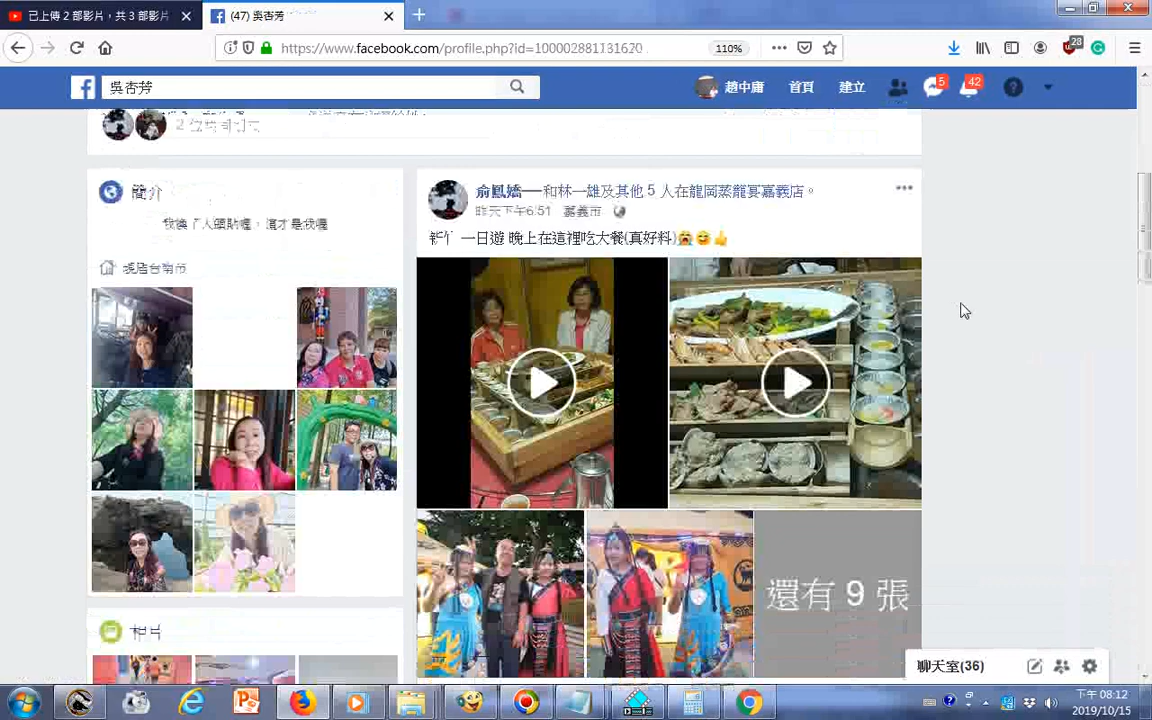 已上傳 2 部影片，共 3 部影片
(47) 吳杏芳
https://www.facebook.com/profile.php?id=100002881131620
110%
28
吳杏芳
趙中庸
首頁
建立
5
42
簡介
俞鳳嬌──和林一雄及其他 5 人在龍岡蒸籠宴嘉義店。
昨天下午6:51 嘉義市
一日遊 晚上在這裡吃大餐(真好料)😭😄👍
還有 9 張
相片
聊天室(36)
下午 08:12
2019/10/15